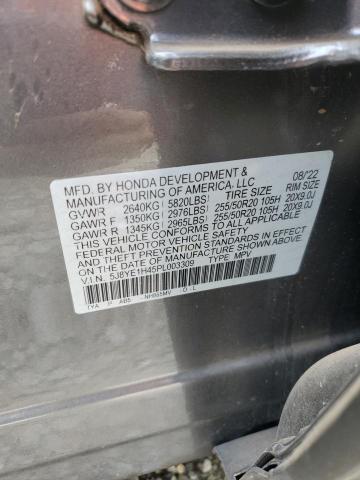 MFD. BY HONDA DEVELOPMENT &
MANUFACTURING OF AMERICA, LLC 08/'22
GVWR 2640KG( 5820LBS) TIRE SIZE RIM SIZE
GAWR F 1350KG( 2976LBS) 255/50R20 105H 20X9.0J
GAWR R 1345KG( 2965LBS) 255/50R20 105H 20X9.0J
THIS VEHICLE CONFORMS TO ALL APPLICABLE
FEDERAL MOTOR VEHICLE SAFETY, BUMPER, AND
THEFT PREVENTION STANDARDS IN EFFECT ON THE
DATE OF MANUFACTURE SHOWN ABOVE.
V.I.N. 5J8YE1H45PL003309 TYPE MPV
TYA P AB5 D L